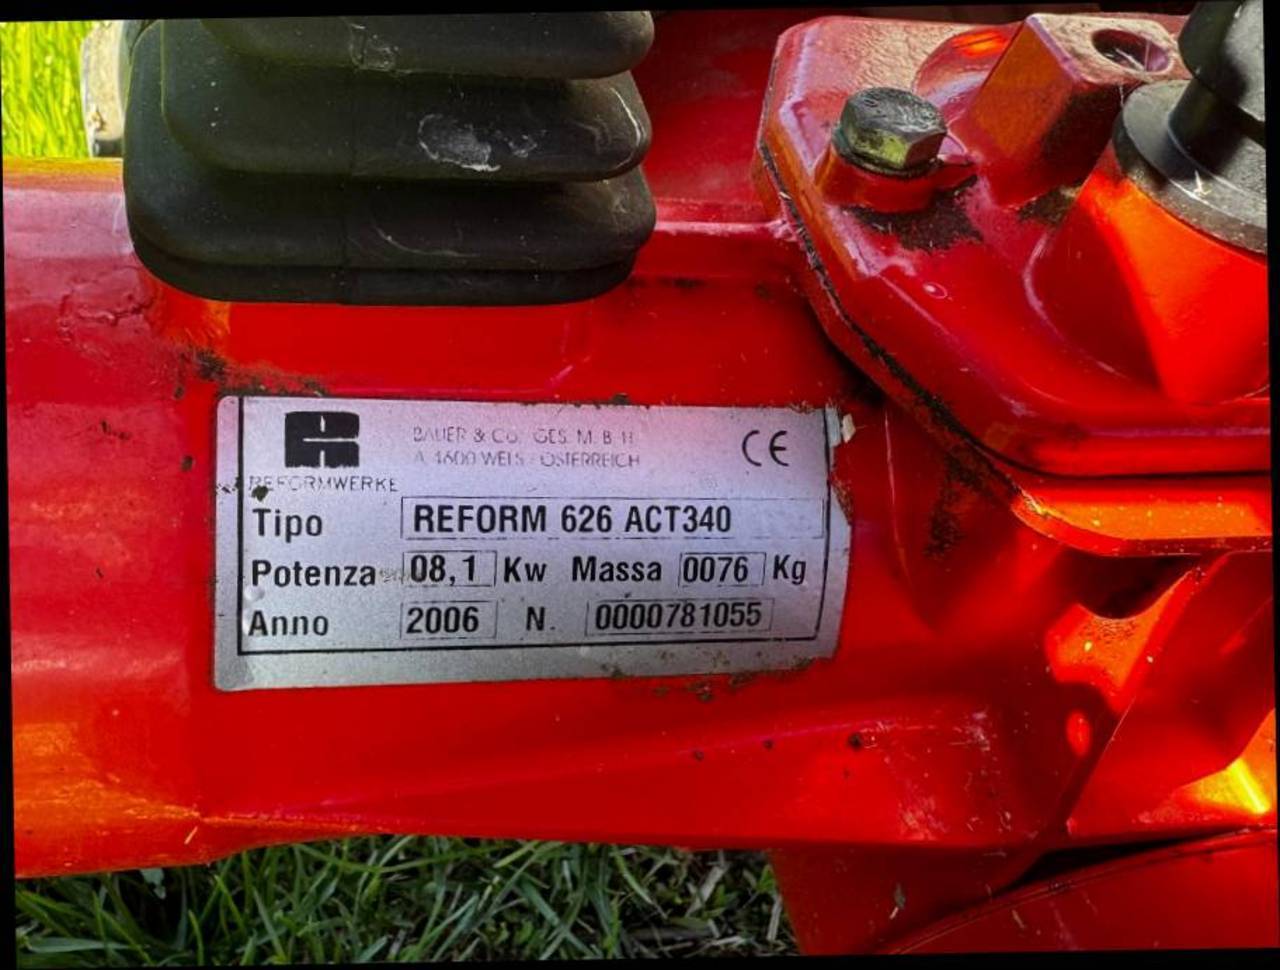 BAUER & CO. GES. M. B. H
A 4600 WELS - ÖSTERREICH
CE
REFORMWERKE
Tipo REFORM 626 ACT340
Potenza 08,1 Kw Massa 0076 Kg
Anno 2006 N. 0000781055